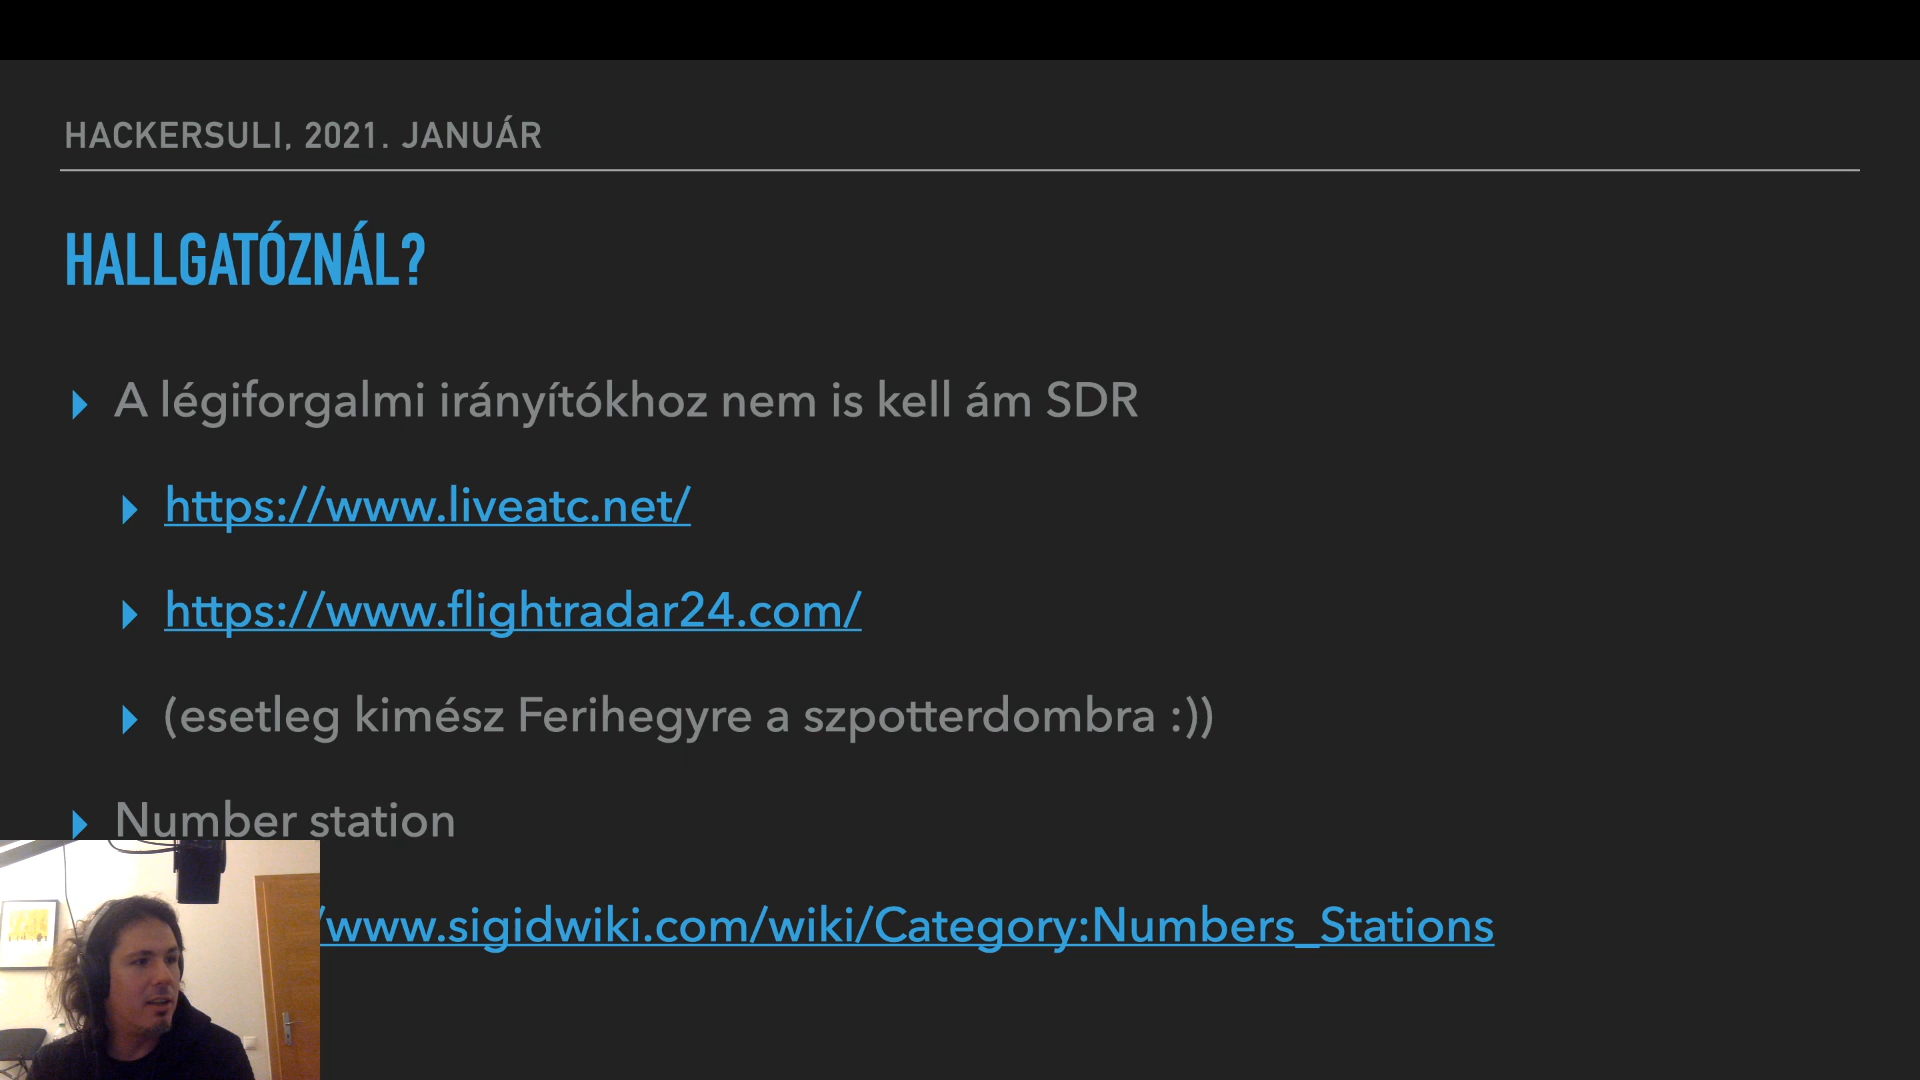 HACKERSULI, 2021. JANUÁR
HALLGATÓZNÁL?
A légiforgalmi irányítókhoz nem is kell ám SDR
https://www.liveatc.net/
https://www.flightradar24.com/
(esetleg kimész Ferihegyre a szpotterdombra :))
Number station
/www.sigidwiki.com/wiki/Category:Numbers_Stations